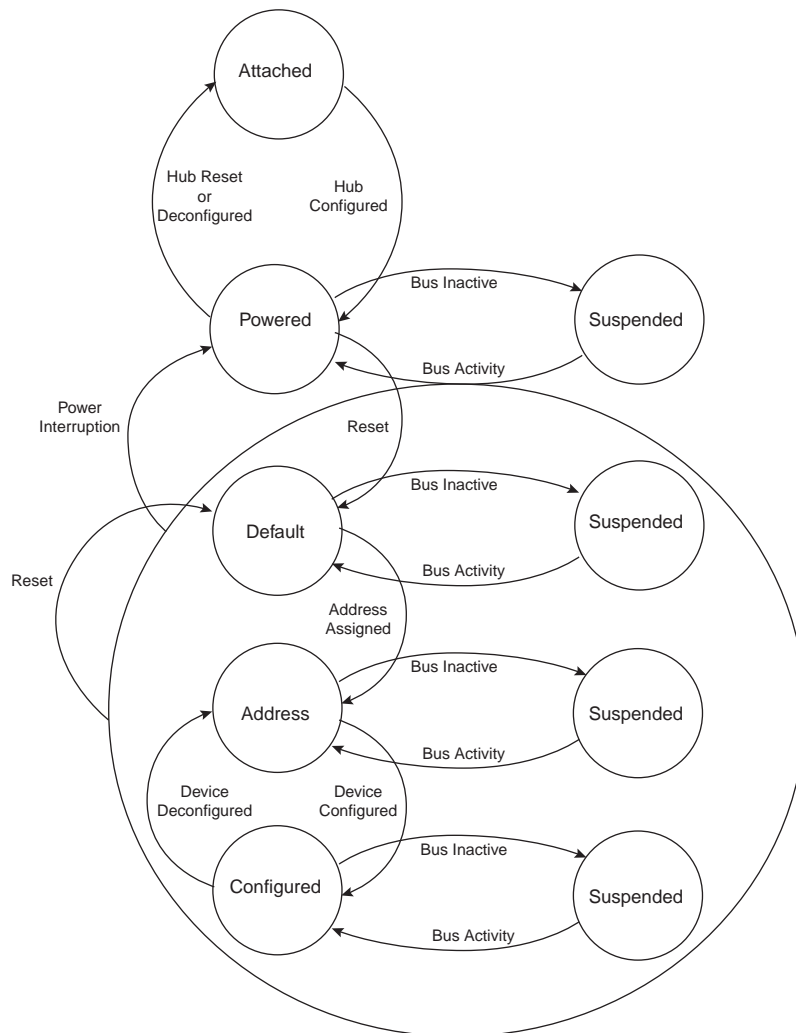 Attached
Hub Reset
or
Deconfigured
Hub
Configured
Bus Inactive
Powered
Suspended
Bus Activity
Power
Interruption
Reset
Bus Inactive
Default
Suspended
Bus Activity
Reset
Address
Assigned
Bus Inactive
Address
Suspended
Bus Activity
Device
Deconfigured
Device
Configured
Bus Inactive
Configured
Suspended
Bus Activity